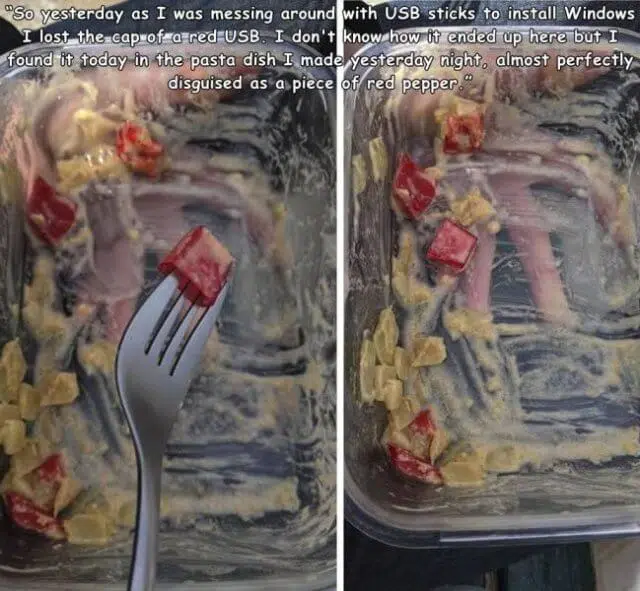 "So yesterday as I was messing around with USB sticks to install Windows
I lost the cap of a red USB. I don't know how it ended up here but I
found it today in the pasta dish I made yesterday night, almost perfectly
disguised as a piece of red pepper."